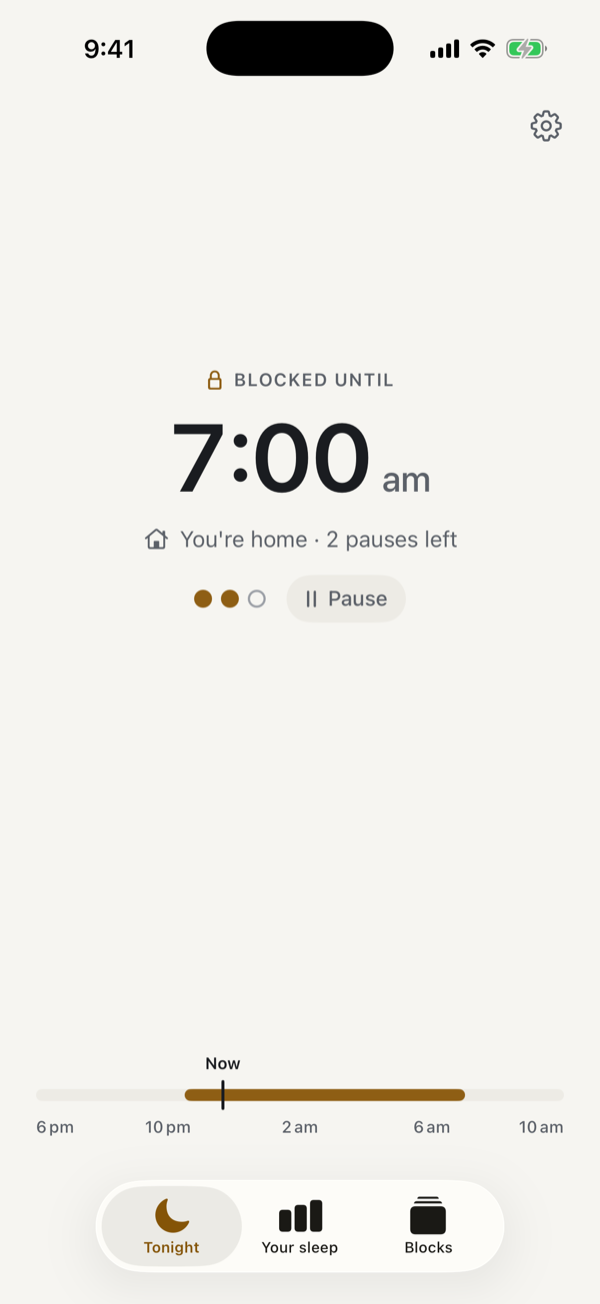 9:41
BLOCKED UNTIL
7:00 am
You're home · 2 pauses left
Pause
Now
6 pm 10 pm 2 am 6 am 10 am
Tonight Your sleep Blocks